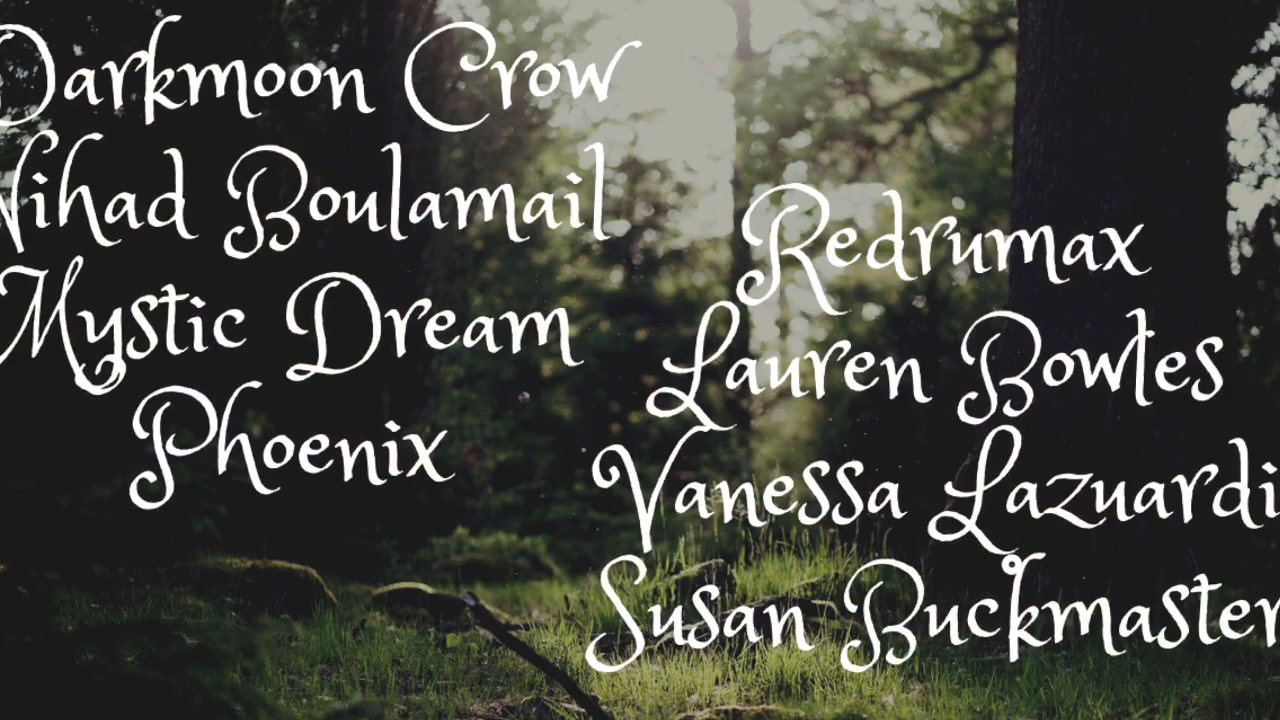 Darkmoon Crow
Nihad Boulamail
Mystic Dream
Phoenix
Redrumax
Lauren Bowles
Vanessa Lazuardi
Susan Buckmaster